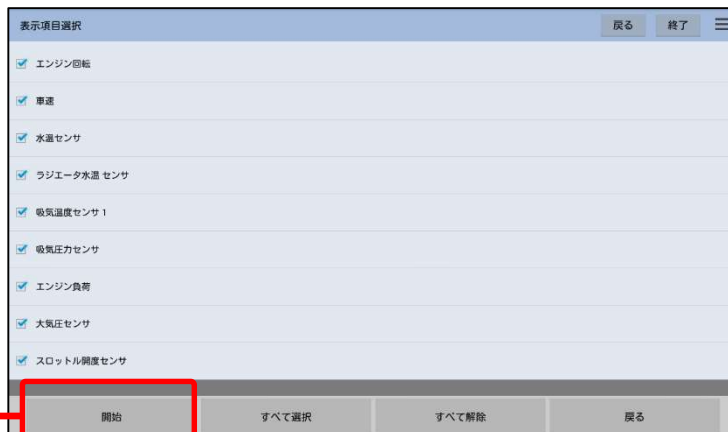 表示項目選択 戻る 終了
エンジン回転
車速
水温センサ
ラジエータ水温 センサ
吸気温度センサ 1
吸気圧力センサ
エンジン負荷
大気圧センサ
スロットル開度センサ
開始 すべて選択 すべて解除 戻る